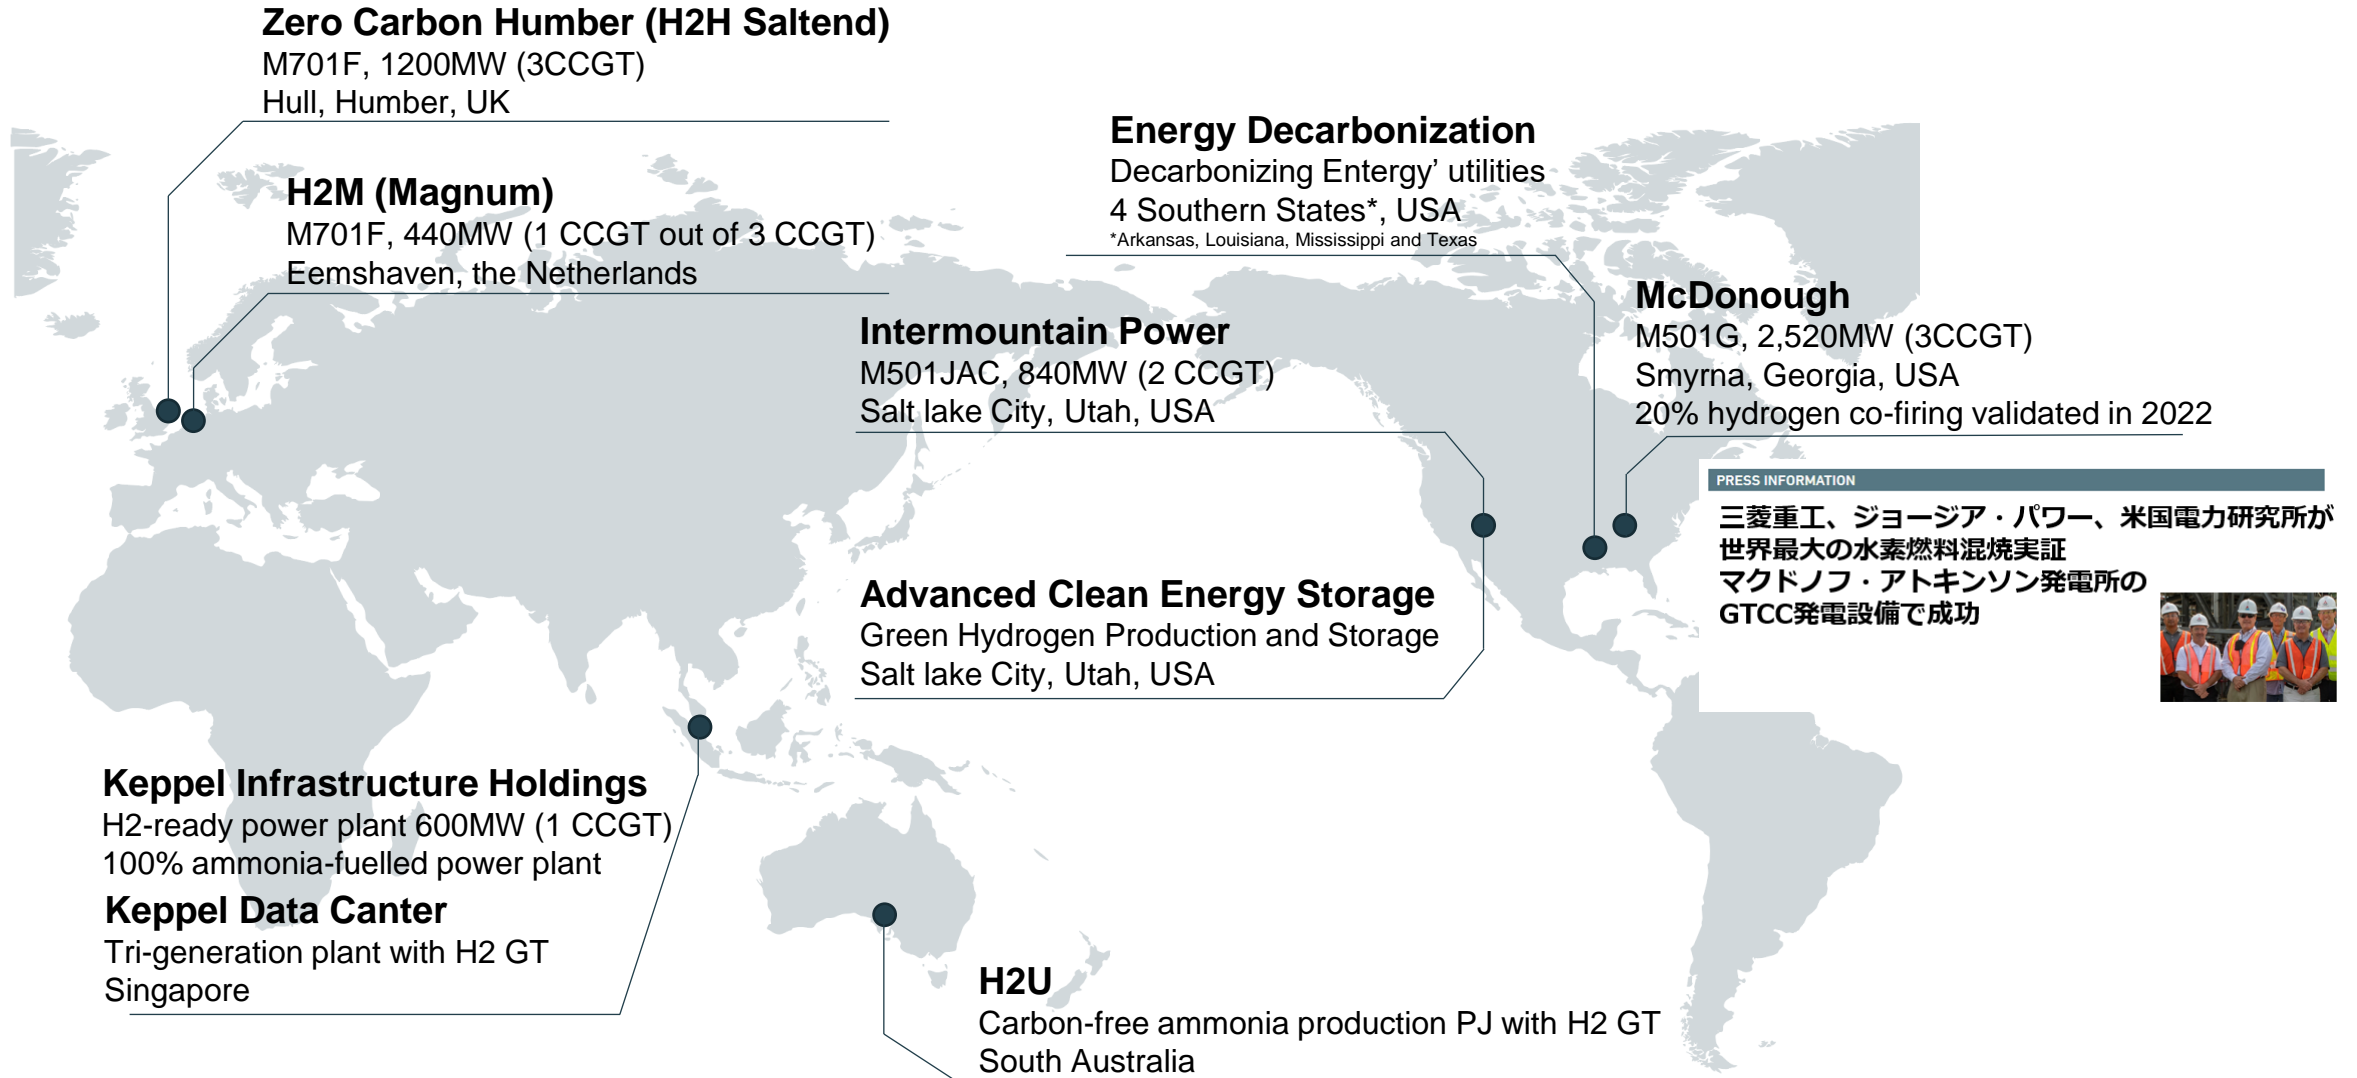 Zero Carbon Humber (H2H Saltend)
M701F, 1200MW (3CCGT)
Hull, Humber, UK
H2M (Magnum)
M701F, 440MW (1 CCGT out of 3 CCGT)
Eemshaven, the Netherlands
Energy Decarbonization
Decarbonizing Entergy’ utilities
4 Southern States*, USA
*Arkansas, Louisiana, Mississippi and Texas
McDonough
M501G, 2,520MW (3CCGT)
Smyrna, Georgia, USA
20% hydrogen co-firing validated in 2022
Intermountain Power
M501JAC, 840MW (2 CCGT)
Salt lake City, Utah, USA
PRESS INFORMATION
三菱重工、ジョージア・パワー、米国電力研究所が
世界最大の水素燃料混焼実証
マクドノフ・アトキンソン発電所の
GTCC発電設備で成功
Advanced Clean Energy Storage
Green Hydrogen Production and Storage
Salt lake City, Utah, USA
Keppel Infrastructure Holdings
H2-ready power plant 600MW (1 CCGT)
100% ammonia-fuelled power plant
Keppel Data Canter
Tri-generation plant with H2 GT
Singapore
H2U
Carbon-free ammonia production PJ with H2 GT
South Australia